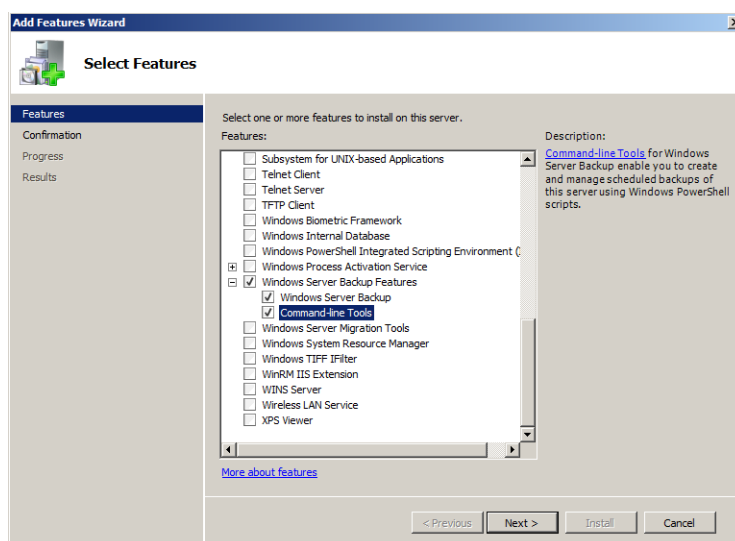 Add Features Wizard
Select Features
Features
Confirmation
Progress
Results
Select one or more features to install on this server.
Features:
Subsystem for UNIX-based Applications
Telnet Client
Telnet Server
TFTP Client
Windows Biometric Framework
Windows Internal Database
Windows PowerShell Integrated Scripting Environment (
Windows Process Activation Service
Windows Server Backup Features
Windows Server Backup
Command-line Tools
Windows Server Migration Tools
Windows System Resource Manager
Windows TIFF IFilter
WinRM IIS Extension
WINS Server
Wireless LAN Service
XPS Viewer
Description:
Command-line Tools for Windows
Server Backup enable you to create
and manage scheduled backups of
this server using Windows PowerShell
scripts.
More about features
< Previous
Next >
Install
Cancel